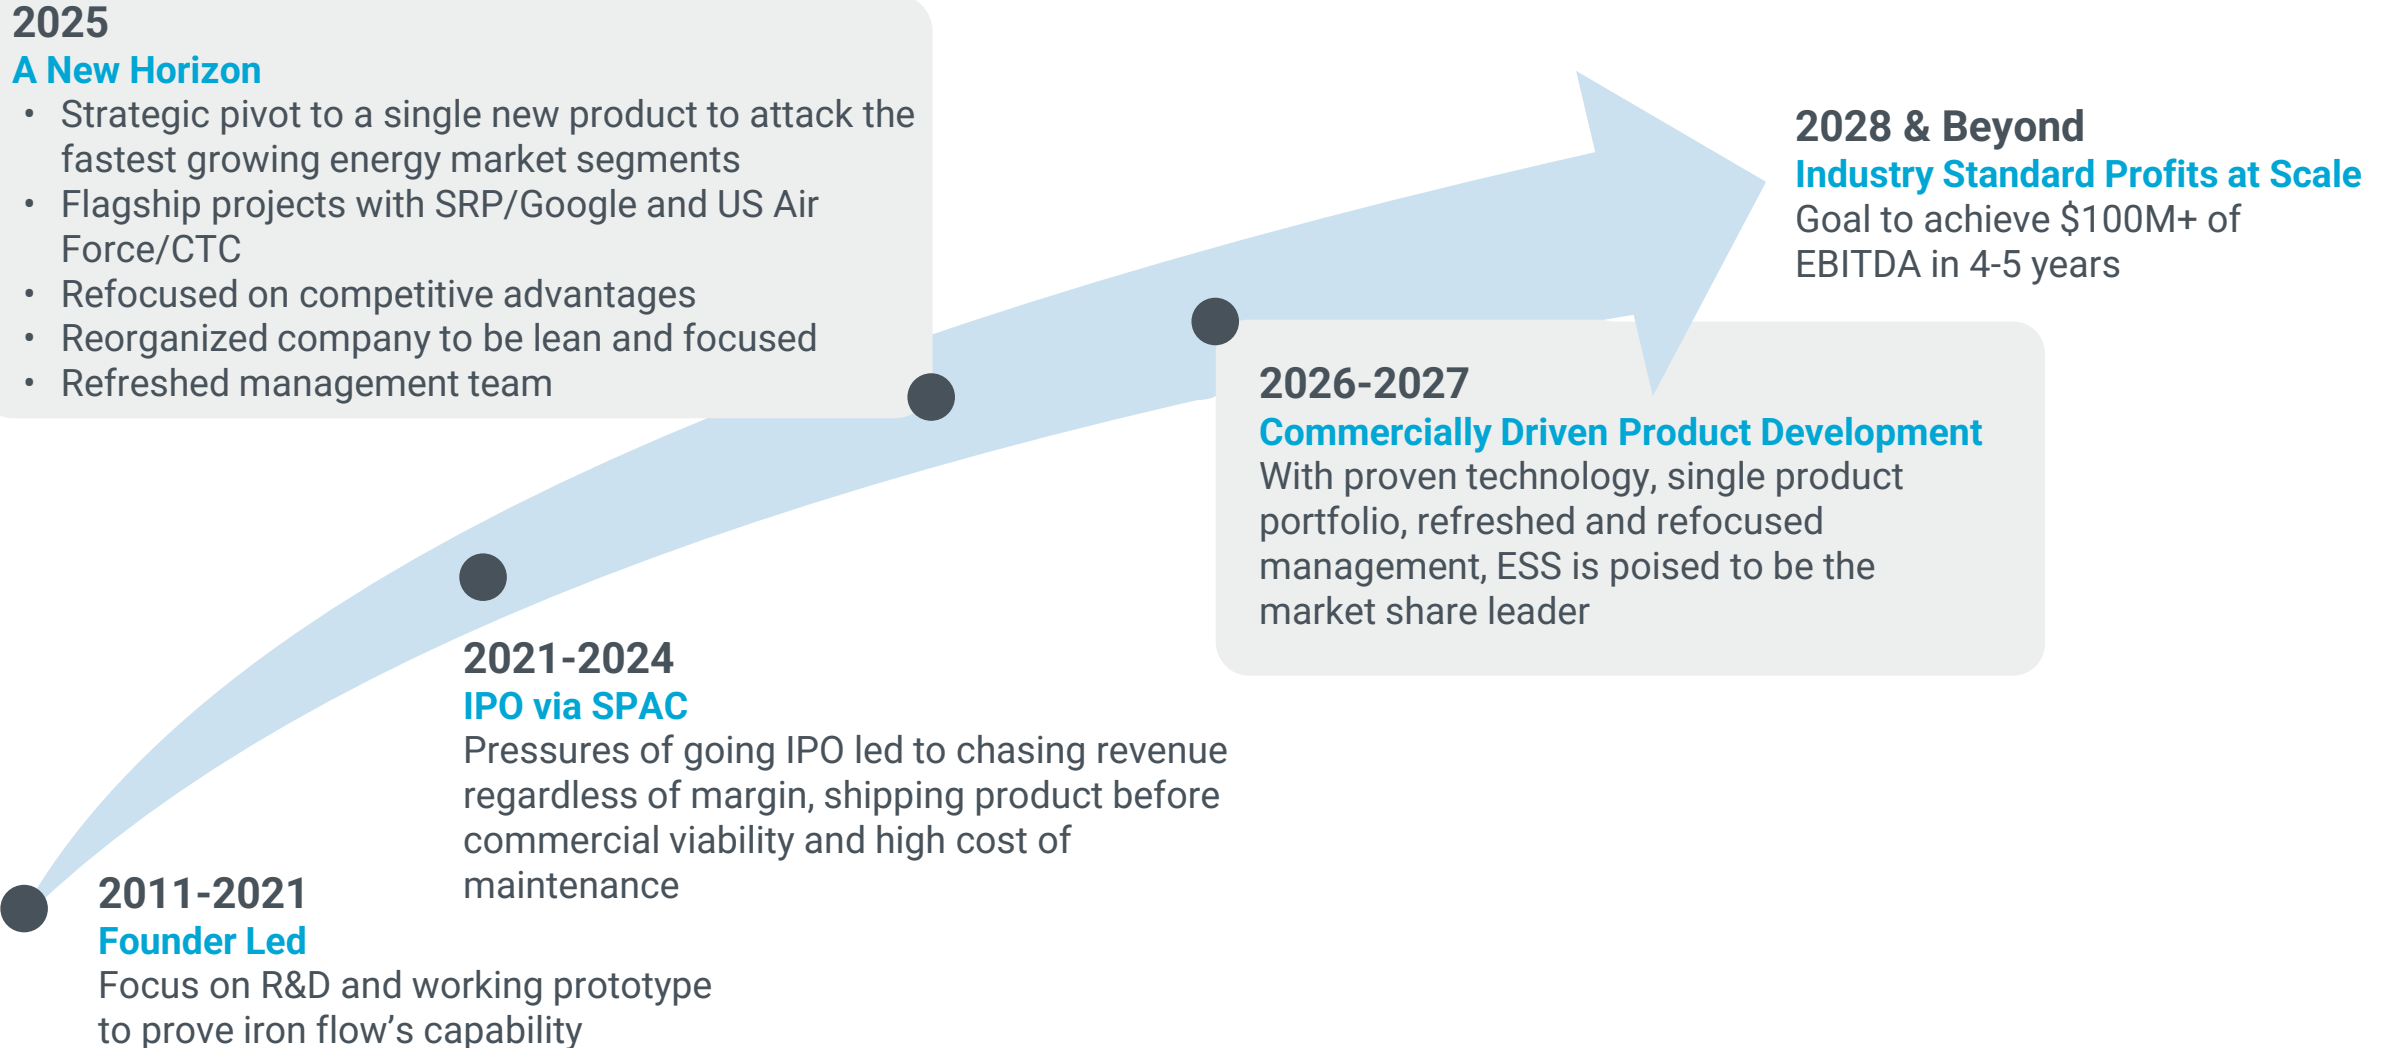 2025
A New Horizon
• Strategic pivot to a single new product to attack the
fastest growing energy market segments
• Flagship projects with SRP/Google and US Air
Force/CTC
• Refocused on competitive advantages
• Reorganized company to be lean and focused
• Refreshed management team
2028 & Beyond
Industry Standard Profits at Scale
Goal to achieve $100M+ of
EBITDA in 4-5 years
2026-2027
Commercially Driven Product Development
With proven technology, single product
portfolio, refreshed and refocused
management, ESS is poised to be the
market share leader
2021-2024
IPO via SPAC
Pressures of going IPO led to chasing revenue
regardless of margin, shipping product before
commercial viability and high cost of
maintenance
2011-2021
Founder Led
Focus on R&D and working prototype
to prove iron flow’s capability